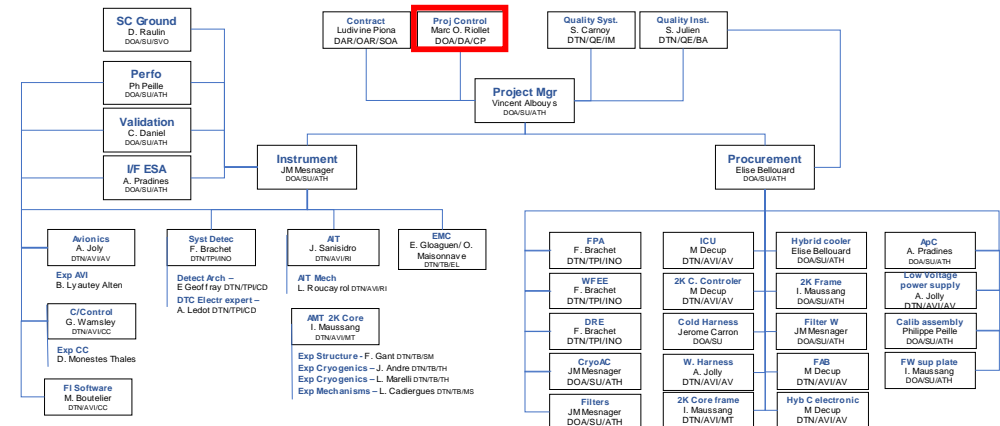 SC Ground
D. Raulin
DOA/SU/SVO
Contract
Ludivine Piona
DAR/OAR/SOA
Proj Control
Marc O. Riollet
DOA/DA/CP
Quality Syst.
S. Carnoy
DTN/QE/IM
Quality Inst.
S. Julien
DTN/QE/BA
Perfo
Ph Peille
DOA/SU/ATH
Project Mgr
Vincent Albouys
DOA/SU/ATH
Validation
C. Daniel
DOA/SU/ATH
I/F ESA
A. Pradines
DOA/SU/ATH
Instrument
JM Mesnager
DOA/SU/ATH
Procurement
Elise Bellouard
DOA/SU/ATH
Avionics
A. Joly
DTN/AVI/AV
Exp AVI
B. Lyautey Alten
C/Control
G. Wamsley
DTN/AVI/CC
Exp CC
D. Monestes Thales
Fl Software
M. Boutelier
DTN/AVI/CC
Syst Detec
F. Brachet
DTN/TPI/INO
Detect Arch –
E Geoffray DTN/TPI/CD
DTC Electr expert –
A. Ledot DTN/TPI/CD
AIT
J. Sanisidro
DTN/AVI/RI
AIT Mech
L. Roucayrol DTN/AVI/RI
AMT 2K Core
I. Maussang
DTN/AVI/MT
Exp Structure - F. Gant DTN/TB/SM
Exp Cryogenics – J. Andre DTN/TB/TH
Exp Cryogenics – L. Marelli DTN/TB/TH
Exp Mechanisms – L. Cadiergues DTN/TB/MS
EMC
E. Gloaguen/ O.
Maisonnave
DTN/TB/EL
FPA
F. Brachet
DTN/TPI/INO
WFEE
F. Brachet
DTN/TPI/INO
DRE
F. Brachet
DTN/TPI/INO
CryoAC
JM Mesnager
DOA/SU/ATH
Filters
JM Mesnager
DOA/SU/ATH
ICU
M Decup
DTN/AVI/AV
2K C. Controler
M Decup
DTN/AVI/AV
Cold Harness
Jerome Carron
DOA/SU
W. Harness
A. Jolly
DTN/AVI/AV
2K Core frame
I. Maussang
DTN/AVI/MT
Hybrid cooler
Elise Bellouard
DOA/SU/ATH
2K Frame
I. Maussang
DOA/SU/ATH
Filter W
JM Mesnager
DOA/SU/ATH
FAB
M Decup
DTN/AVI/AV
Hyb C electronic
M Decup
DTN/AVI/AV
ApC
A. Pradines
DOA/SU/ATH
Low voltage
power supply
A. Jolly
DTN/AVI/AV
Calib assembly
Philippe Peille
DOA/SU/ATH
FW sup plate
I. Maussang
DOA/SU/ATH